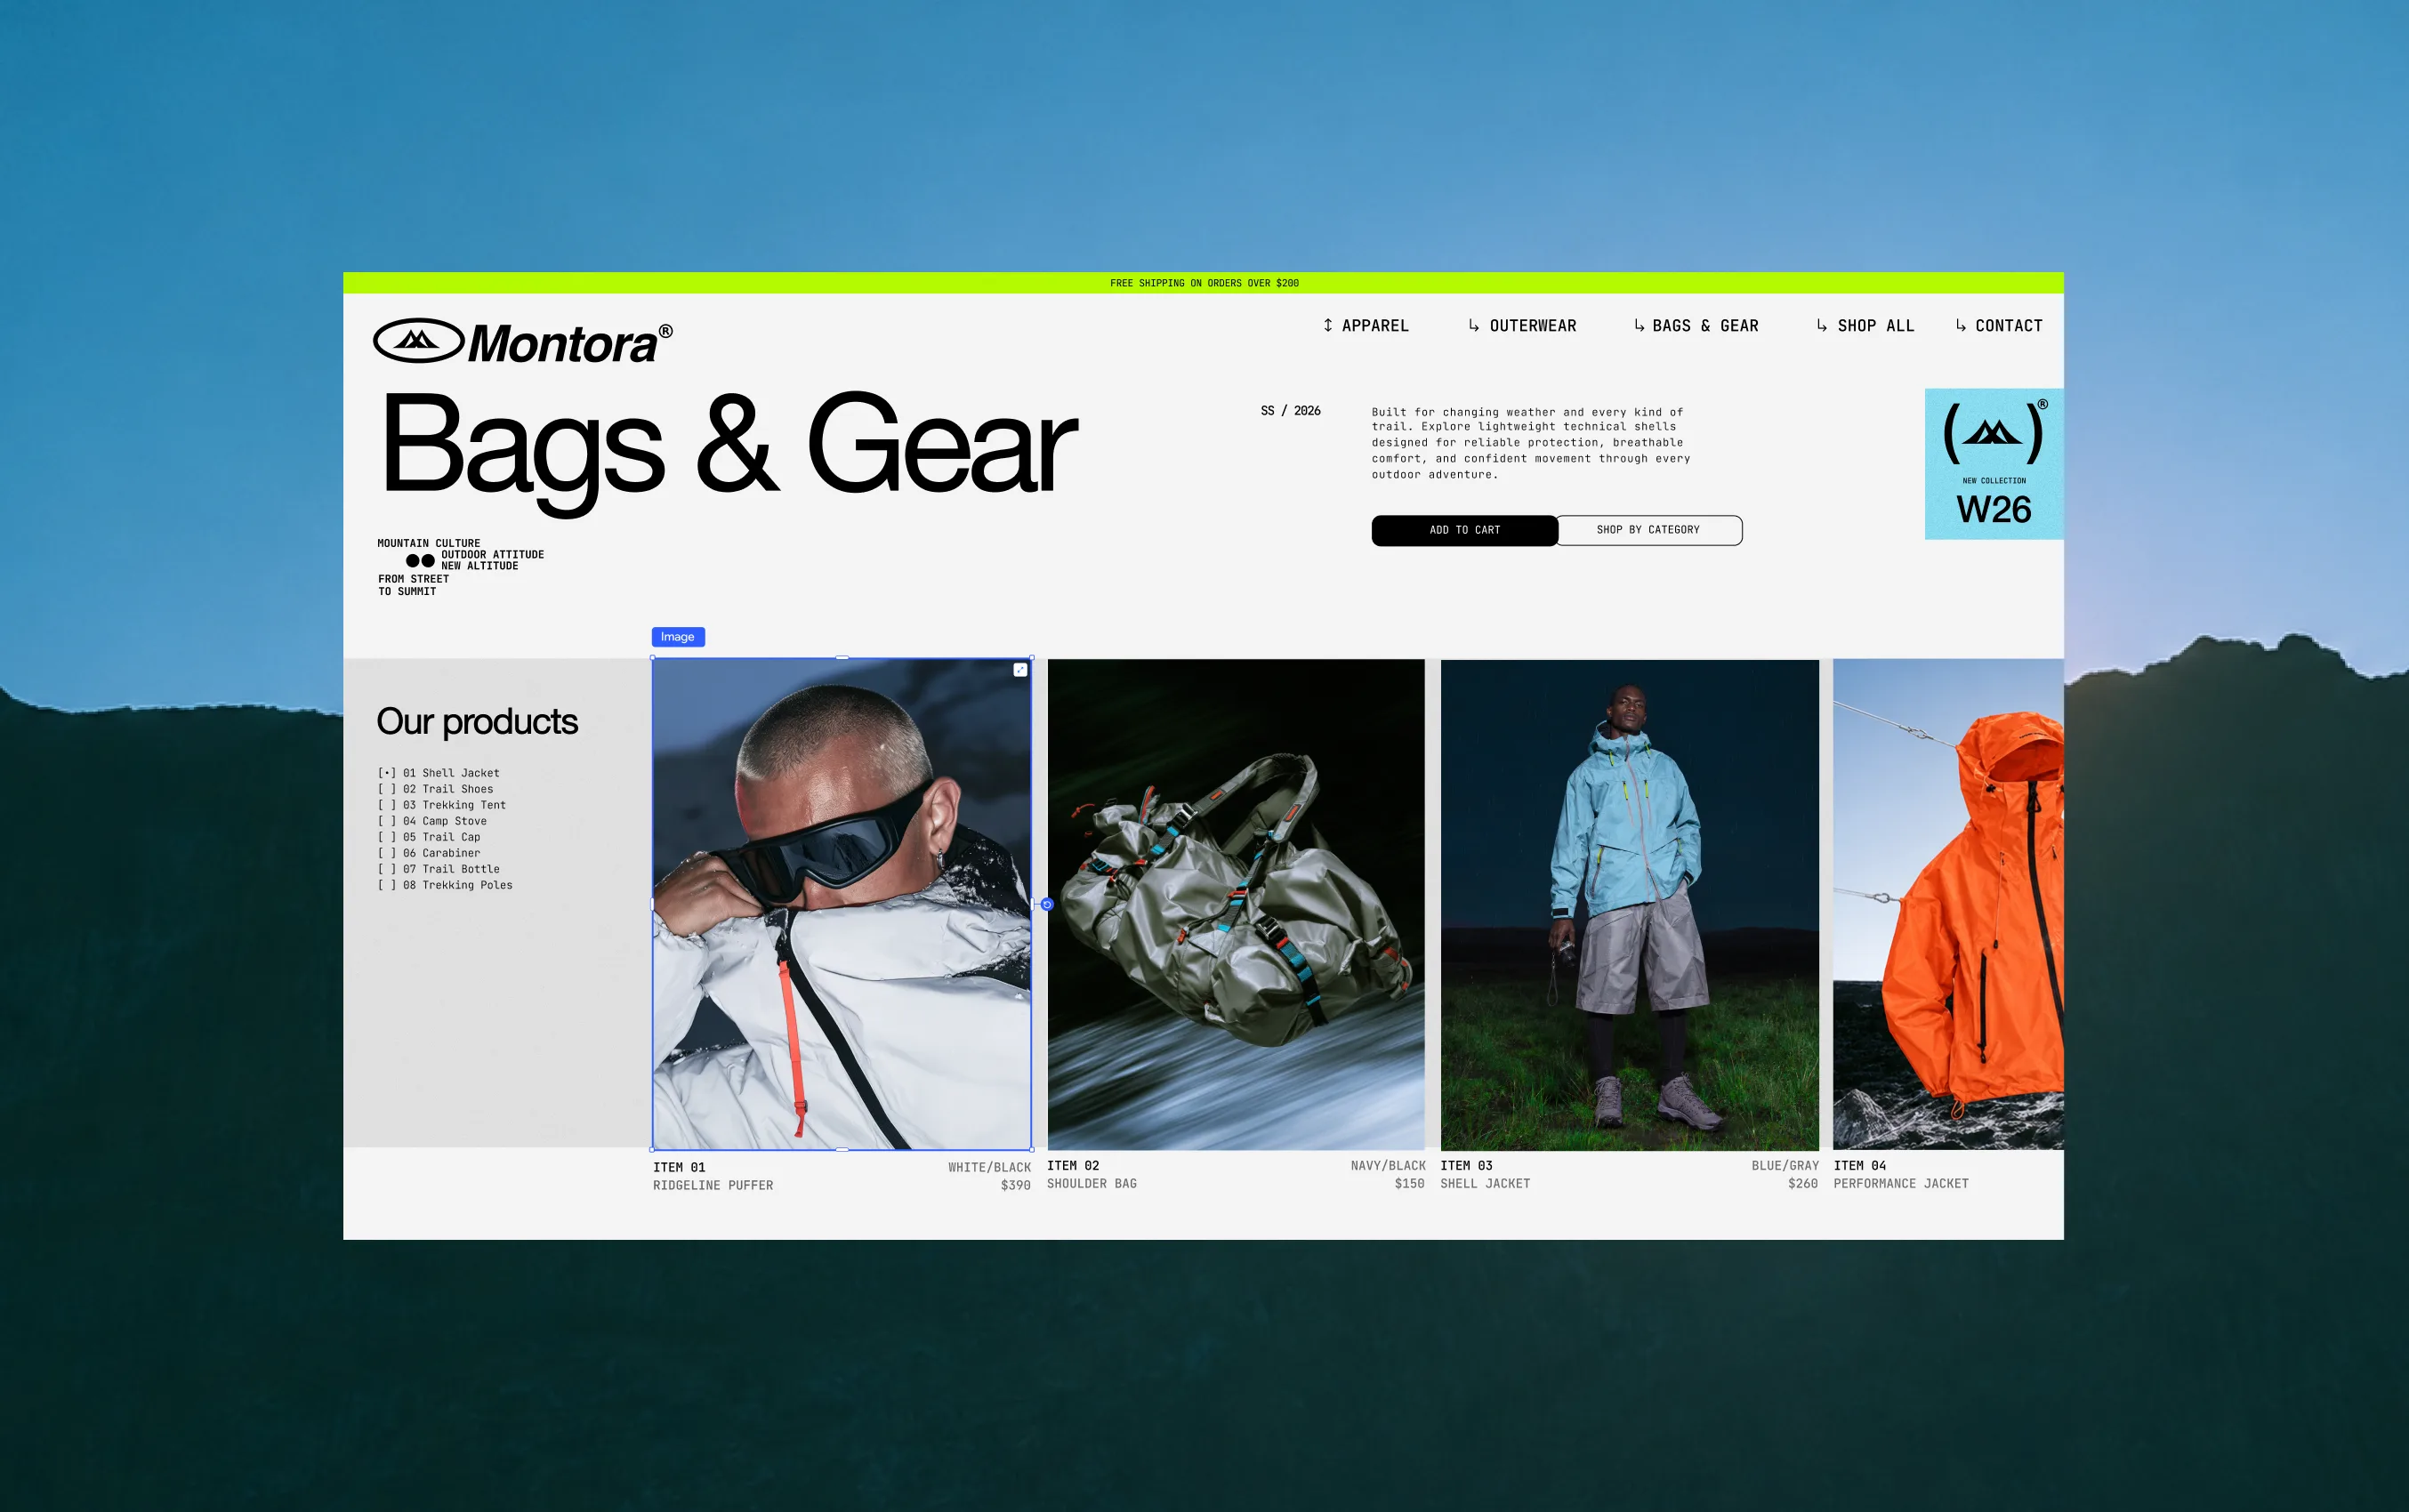 FREE SHIPPING ON ORDERS OVER $200
Montora®
↕ APPAREL
↳ OUTERWEAR
↳ BAGS & GEAR
↳ SHOP ALL
↳ CONTACT
Bags & Gear
SS / 2026
Built for changing weather and every kind of
trail. Explore lightweight technical shells
designed for reliable protection, breathable
comfort, and confident movement through every
outdoor adventure.
ADD TO CART
SHOP BY CATEGORY
( )®
NEW COLLECTION
W26
MOUNTAIN CULTURE
OUTDOOR ATTITUDE
NEW ALTITUDE
FROM STREET
TO SUMMIT
Image
Our products
[•] 01 Shell Jacket
[ ] 02 Trail Shoes
[ ] 03 Trekking Tent
[ ] 04 Camp Stove
[ ] 05 Trail Cap
[ ] 06 Carabiner
[ ] 07 Trail Bottle
[ ] 08 Trekking Poles
ITEM 01 WHITE/BLACK
RIDGELINE PUFFER $390
ITEM 02 NAVY/BLACK
SHOULDER BAG $150
ITEM 03 BLUE/GRAY
SHELL JACKET $260
ITEM 04
PERFORMANCE JACKET